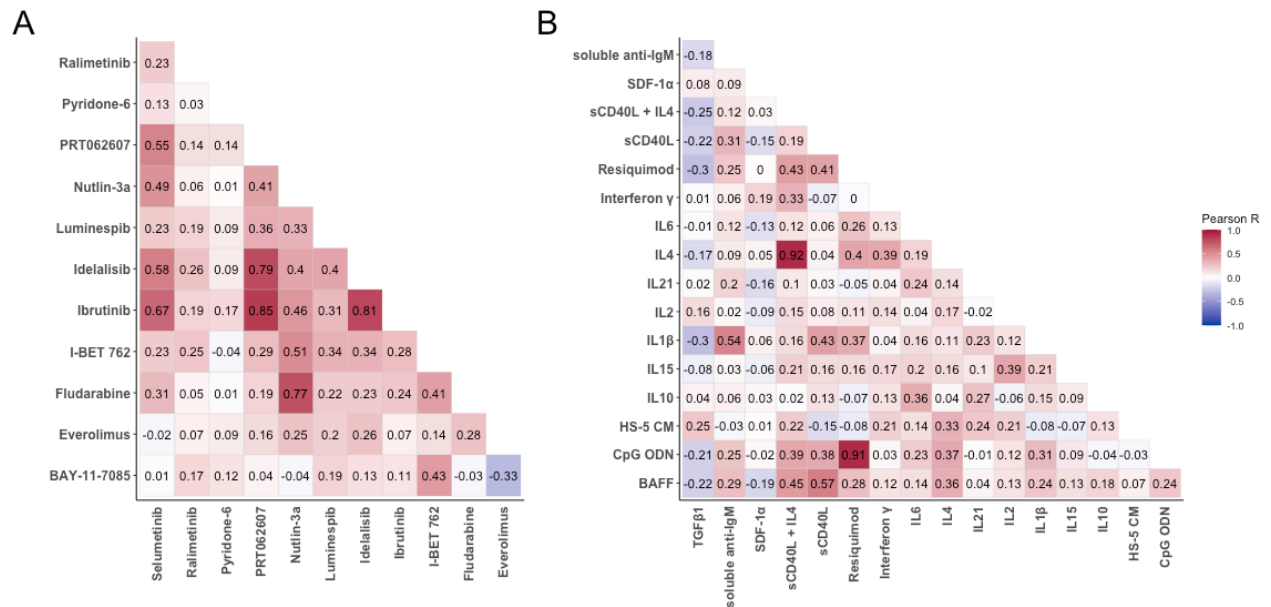 A
Ralimetinib 0.23
Pyridone-6 0.13 0.03
PRT062607 0.55 0.14 0.14
Nutlin-3a 0.49 0.06 0.01 0.41
Luminespib 0.23 0.19 0.09 0.36 0.33
Idelalisib 0.58 0.26 0.09 0.79 0.4 0.4
Ibrutinib 0.67 0.19 0.17 0.85 0.46 0.31 0.81
I-BET 762 0.23 0.25 -0.04 0.29 0.51 0.34 0.34 0.28
Fludarabine 0.31 0.05 0.01 0.19 0.77 0.22 0.23 0.24 0.41
Everolimus -0.02 0.07 0.09 0.16 0.25 0.2 0.26 0.07 0.14 0.28
BAY-11-7085 0.01 0.17 0.12 0.04 -0.04 0.19 0.13 0.11 0.43 -0.03 -0.33
Selumetinib Ralimetinib Pyridone-6 PRT062607 Nutlin-3a Luminespib Idelalisib Ibrutinib I-BET 762 Fludarabine Everolimus
B
soluble anti-IgM -0.18
SDF-1α 0.08 0.09
sCD40L + IL4 -0.25 0.12 0.03
sCD40L -0.22 0.31 -0.15 0.19
Resiquimod -0.3 0.25 0 0.43 0.41
Interferon γ 0.01 0.06 0.19 0.33 -0.07 0
IL6 -0.01 0.12 -0.13 0.12 0.06 0.26 0.13
IL4 -0.17 0.09 0.05 0.92 0.04 0.4 0.39 0.19
IL21 0.02 0.2 -0.16 0.1 0.03 -0.05 0.04 0.24 0.14
IL2 0.16 0.02 -0.09 0.15 0.08 0.11 0.14 0.04 0.17 -0.02
IL1β -0.3 0.54 0.06 0.16 0.43 0.37 0.04 0.16 0.11 0.23 0.12
IL15 -0.08 0.03 -0.06 0.21 0.16 0.16 0.17 0.2 0.16 0.1 0.39 0.21
IL10 0.04 0.06 0.03 0.02 0.13 -0.07 0.13 0.36 0.04 0.27 -0.06 0.15 0.09
HS-5 CM 0.25 -0.03 0.01 0.22 -0.15 -0.08 0.21 0.14 0.33 0.24 0.21 -0.08 -0.07 0.13
CpG ODN -0.21 0.25 -0.02 0.39 0.38 0.91 0.03 0.23 0.37 -0.01 0.12 0.31 0.09 -0.04 -0.03
BAFF -0.22 0.29 -0.19 0.45 0.57 0.28 0.12 0.14 0.36 0.04 0.13 0.24 0.13 0.18 0.07 0.24
TGFβ1 soluble anti-IgM SDF-1α sCD40L + IL4 sCD40L Resiquimod Interferon γ IL6 IL4 IL21 IL2 IL1β IL15 IL10 HS-5 CM CpG ODN
Pearson R
1.0
0.5
0.0
-0.5
-1.0